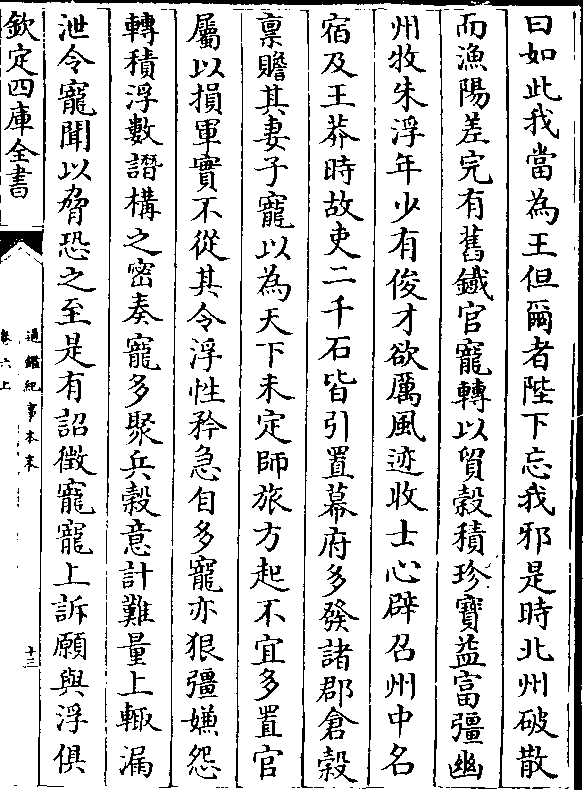 曰如此我當為王但爾者陛下忘我邪是時北州破散
而漁陽差完有舊鐵官寵轉以貿穀積珍寶益富彊幽
州牧朱浮年少有俊才欲厲風迹收士心辟召州中名
宿及王莽時故吏二千石皆引置幕府多發諸郡倉穀
稟贍其妻子寵以為天下未定師旅方起不宜多置官
屬以損軍實不從其令浮性矜急自多寵亦狠彊嫌怨
轉積浮數譖構之密奏寵多聚兵穀意計難量上輙漏
泄令寵聞以脅恐之至是有詔徵寵寵上訴願與浮俱
欽定四庫全書
通鑑紀事本末
卷六上
十三